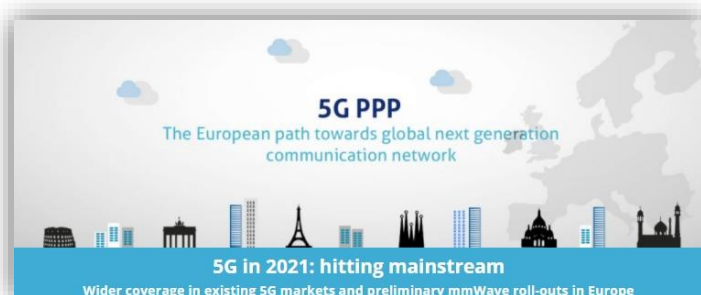 5G PPP
The European path towards global next generation
communication network
5G in 2021: hitting mainstream
Wider coverage in existing 5G markets and preliminary mmWave roll-outs in Europe